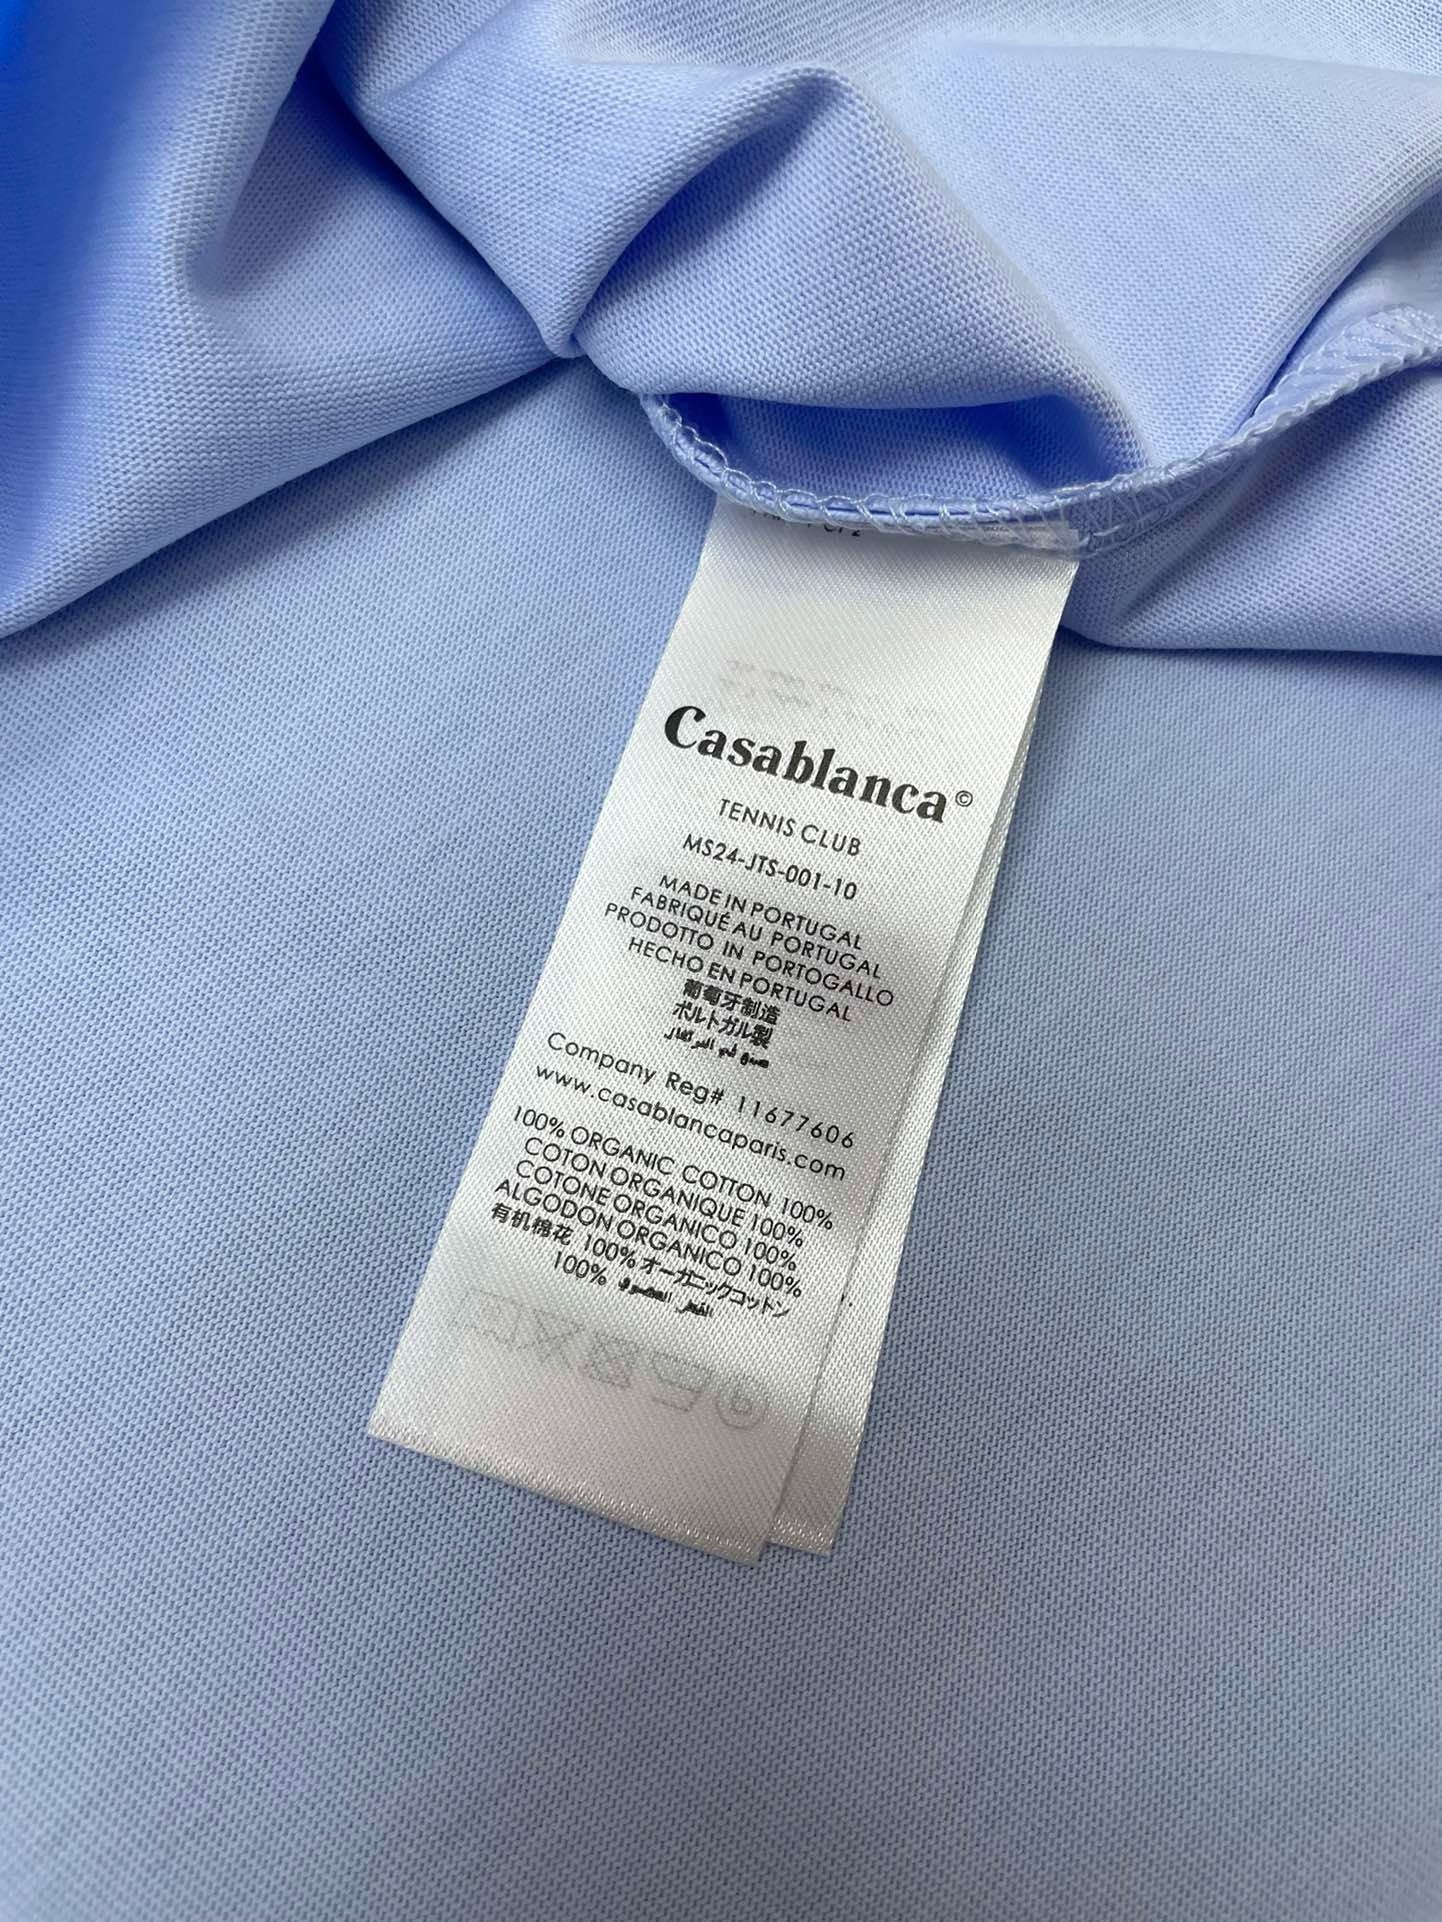 Casablanca©
TENNIS CLUB
MS24-JTS-001-10
MADE IN PORTUGAL
FABRIQUÉ AU PORTUGAL
PRODOTTO IN PORTOGALLO
HECHO EN PORTUGAL
葡萄牙制造
ポルトガル製
صنع في البرتغال
Company Reg# 11677606
www.casablancaparis.com
100% ORGANIC COTTON 100%
COTON ORGANIQUE 100%
COTONE ORGANICO 100%
ALGODON ORGANICO 100%
有机棉花 100% オーガニックコットン
100% القطن العضوي